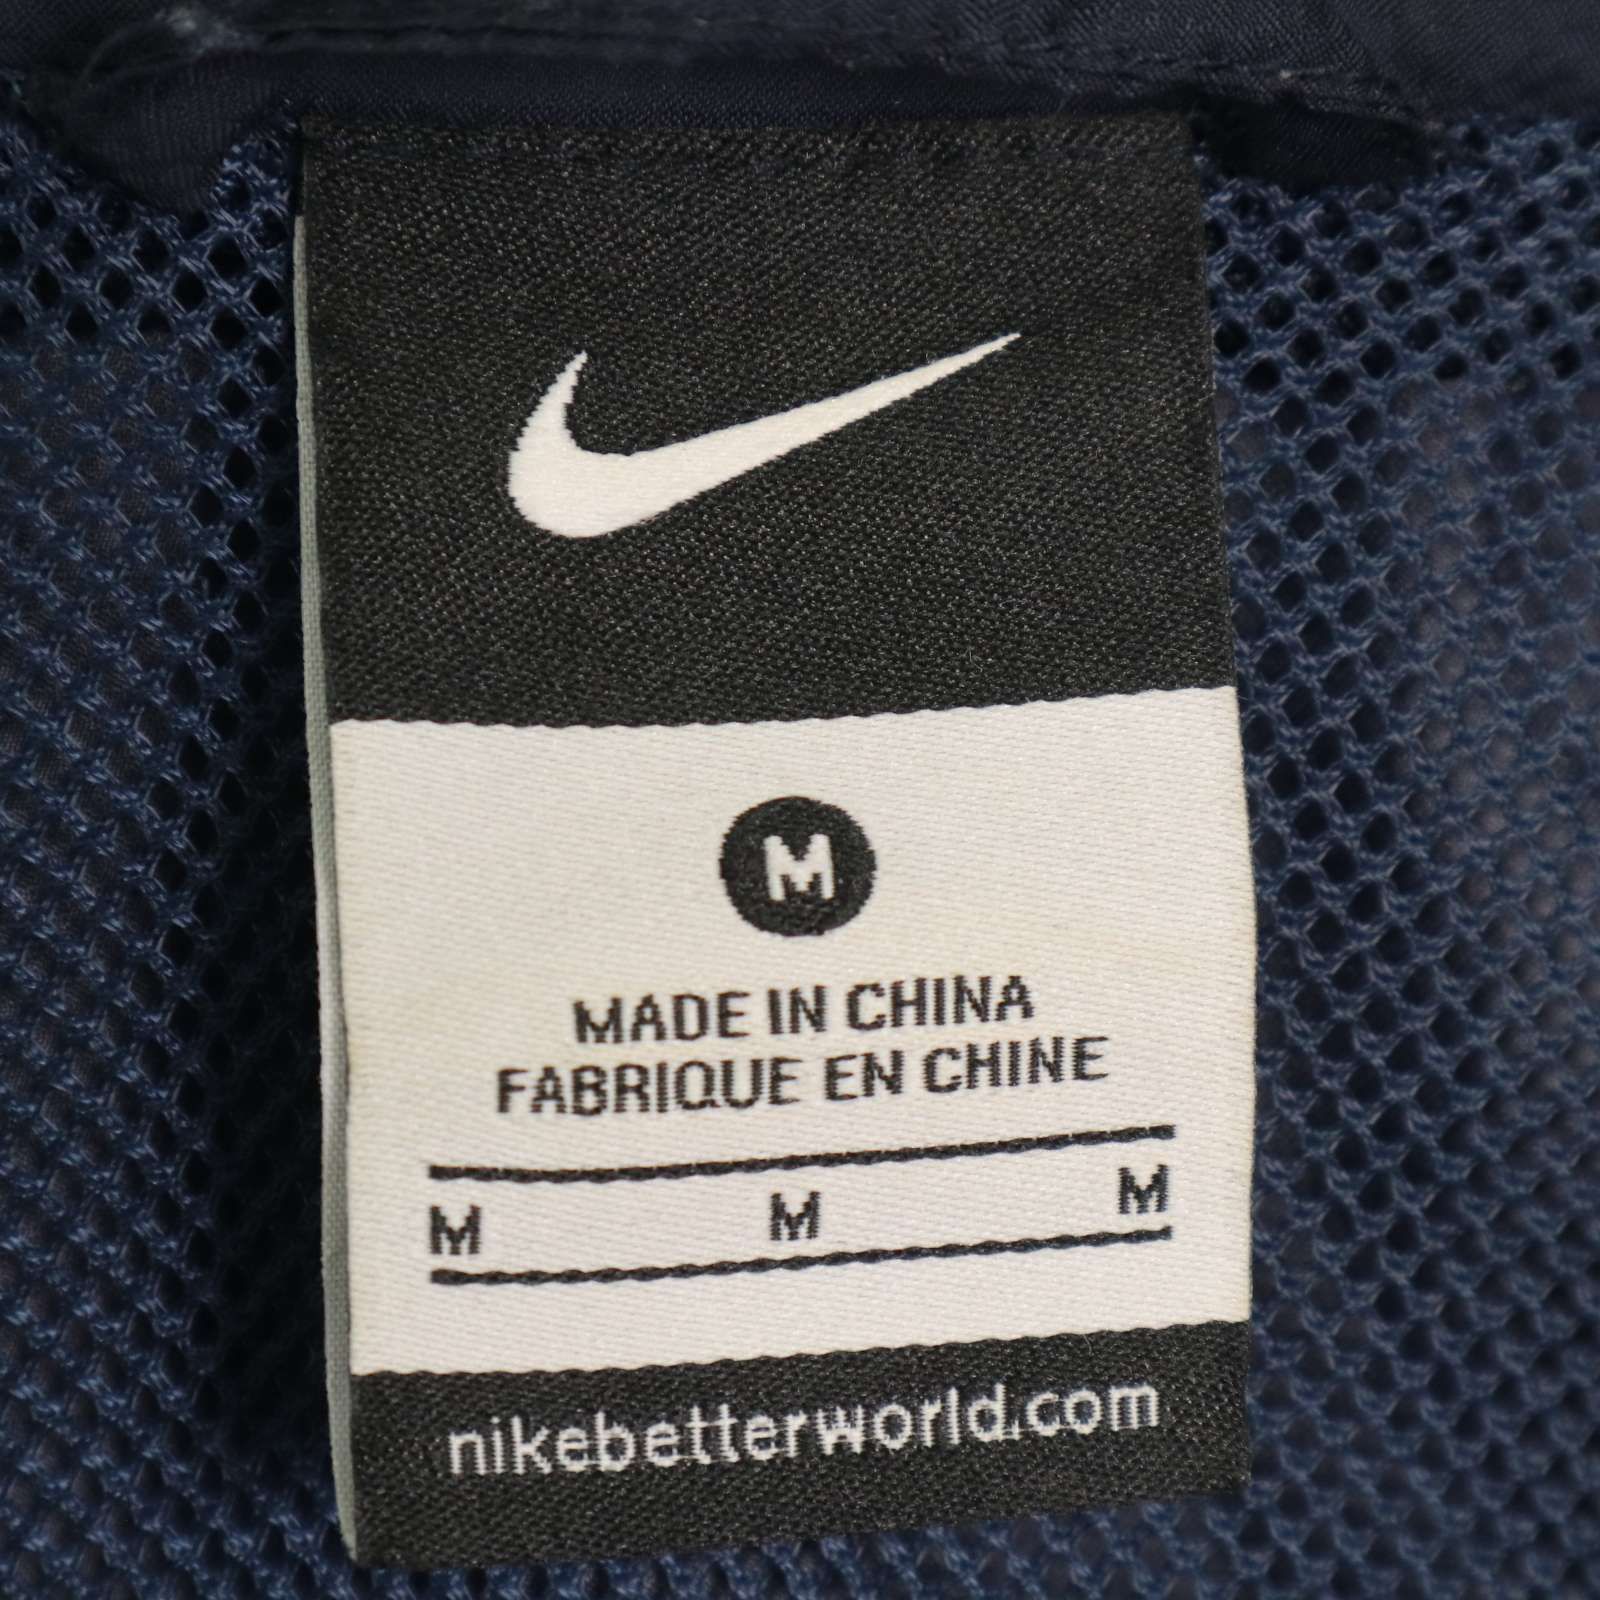 M
MADE IN CHINA
FABRIQUE EN CHINE
M M M
nikebetterworld.com